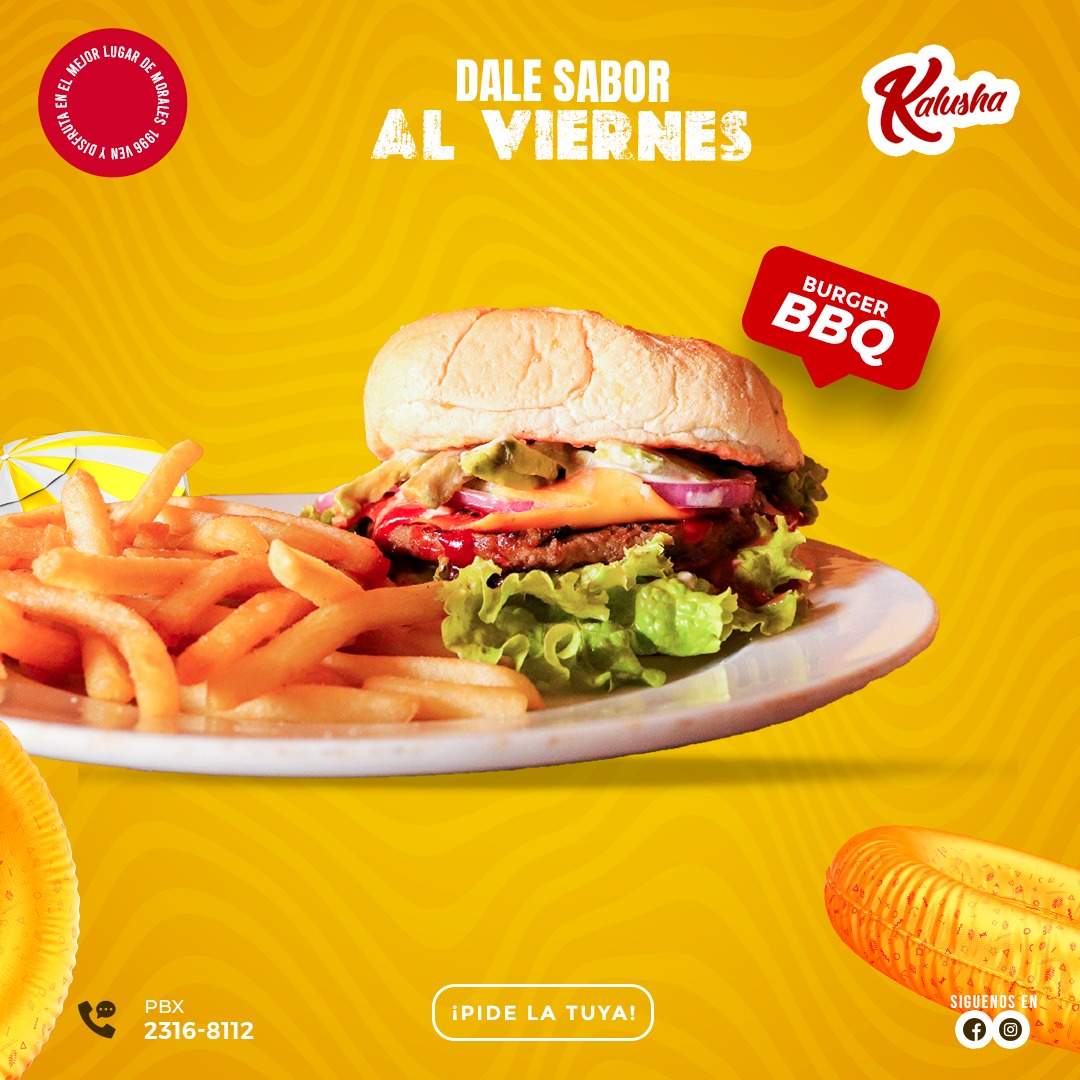 EN EL MEJOR LUGAR DE MORALES 1996 VEN Y DISFRUTA
DALE SABOR
AL VIERNES
Kalusha
BURGER
BBQ
PBX
2316-8112
¡PIDE LA TUYA!
SIGUENOS EN